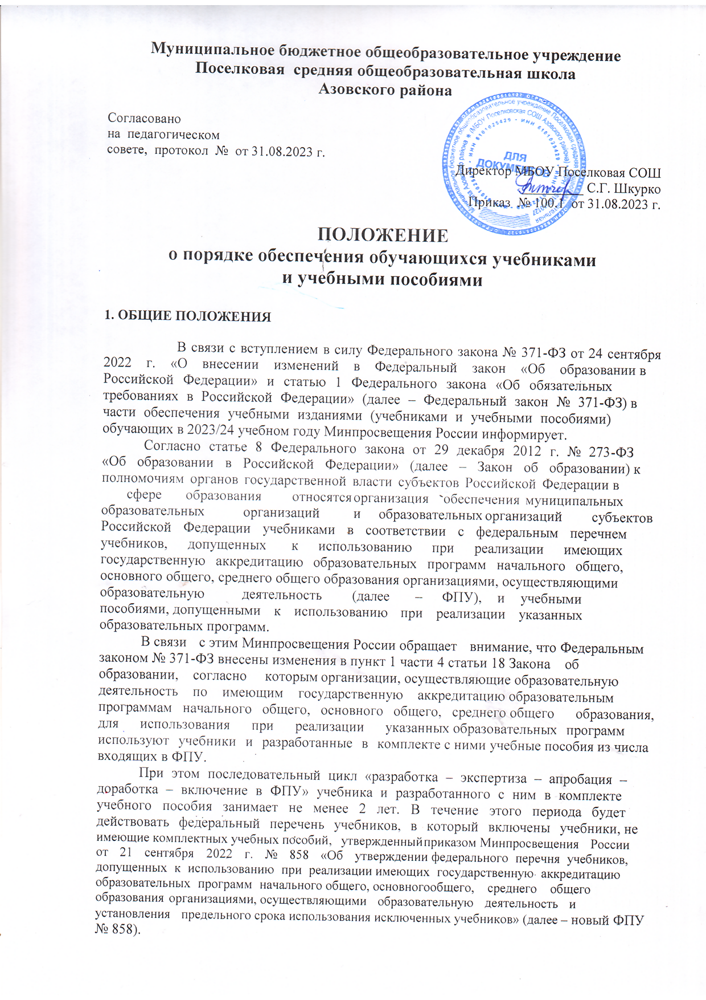 Муниципальное бюджетное общеобразовательное учреждение
Поселковая средняя общеобразовательная школа
Азовского района
Согласовано
на педагогическом
совете, протокол № от 31.08.2023 г.
ДЛЯ
ДОКУМЕНТОВ
Директор МБОУ Поселковая СОШ
С.Г. Шкурко
Приказ № 100.1 от 31.08.2023 г.
ПОЛОЖЕНИЕ
о порядке обеспечения обучающихся учебниками
и учебными пособиями
1. ОБЩИЕ ПОЛОЖЕНИЯ
В связи с вступлением в силу Федерального закона № 371-ФЗ от 24 сентября
2022 г. «О внесении изменений в Федеральный закон «Об образовании в
Российской Федерации» и статью 1 Федерального закона «Об обязательных
требованиях в Российской Федерации» (далее – Федеральный закон № 371-ФЗ) в
части обеспечения учебными изданиями (учебниками и учебными пособиями)
обучающих в 2023/24 учебном году Минпросвещения России информирует.
Согласно статье 8 Федерального закона от 29 декабря 2012 г. № 273-ФЗ
«Об образовании в Российской Федерации» (далее – Закон об образовании) к
полномочиям органов государственной власти субъектов Российской Федерации в
сфере образования относятся организация обеспечения муниципальных
образовательных организаций и образовательных организаций субъектов
Российской Федерации учебниками в соответствии с федеральным перечнем
учебников, допущенных к использованию при реализации имеющих
государственную аккредитацию образовательных программ начального общего,
основного общего, среднего общего образования организациями, осуществляющими
образовательную деятельность (далее – ФПУ), и учебными
пособиями, допущенными к использованию при реализации указанных
образовательных программ.
В связи с этим Минпросвещения России обращает внимание, что Федеральным
законом № 371-ФЗ внесены изменения в пункт 1 части 4 статьи 18 Закона об
образовании, согласно которым организации, осуществляющие образовательную
деятельность по имеющим государственную аккредитацию образовательным
программам начального общего, основного общего, среднего общего образования,
для использования при реализации указанных образовательных программ
используют учебники и разработанные в комплекте с ними учебные пособия из числа
входящих в ФПУ.
При этом последовательный цикл «разработка – экспертиза – апробация –
доработка – включение в ФПУ» учебника и разработанного с ним в комплекте
учебного пособия занимает не менее 2 лет. В течение этого периода будет
действовать федеральный перечень учебников, в который включены учебники, не
имеющие комплектных учебных пособий, утвержденный приказом Минпросвещения России
от 21 сентября 2022 г. № 858 «Об утверждении федерального перечня учебников,
допущенных к использованию при реализации имеющих государственную аккредитацию
образовательных программ начального общего, основногообщего, среднего общего
образования организациями, осуществляющими образовательную деятельность и
установления предельного срока использования исключенных учебников» (далее – новый ФПУ
№ 858).